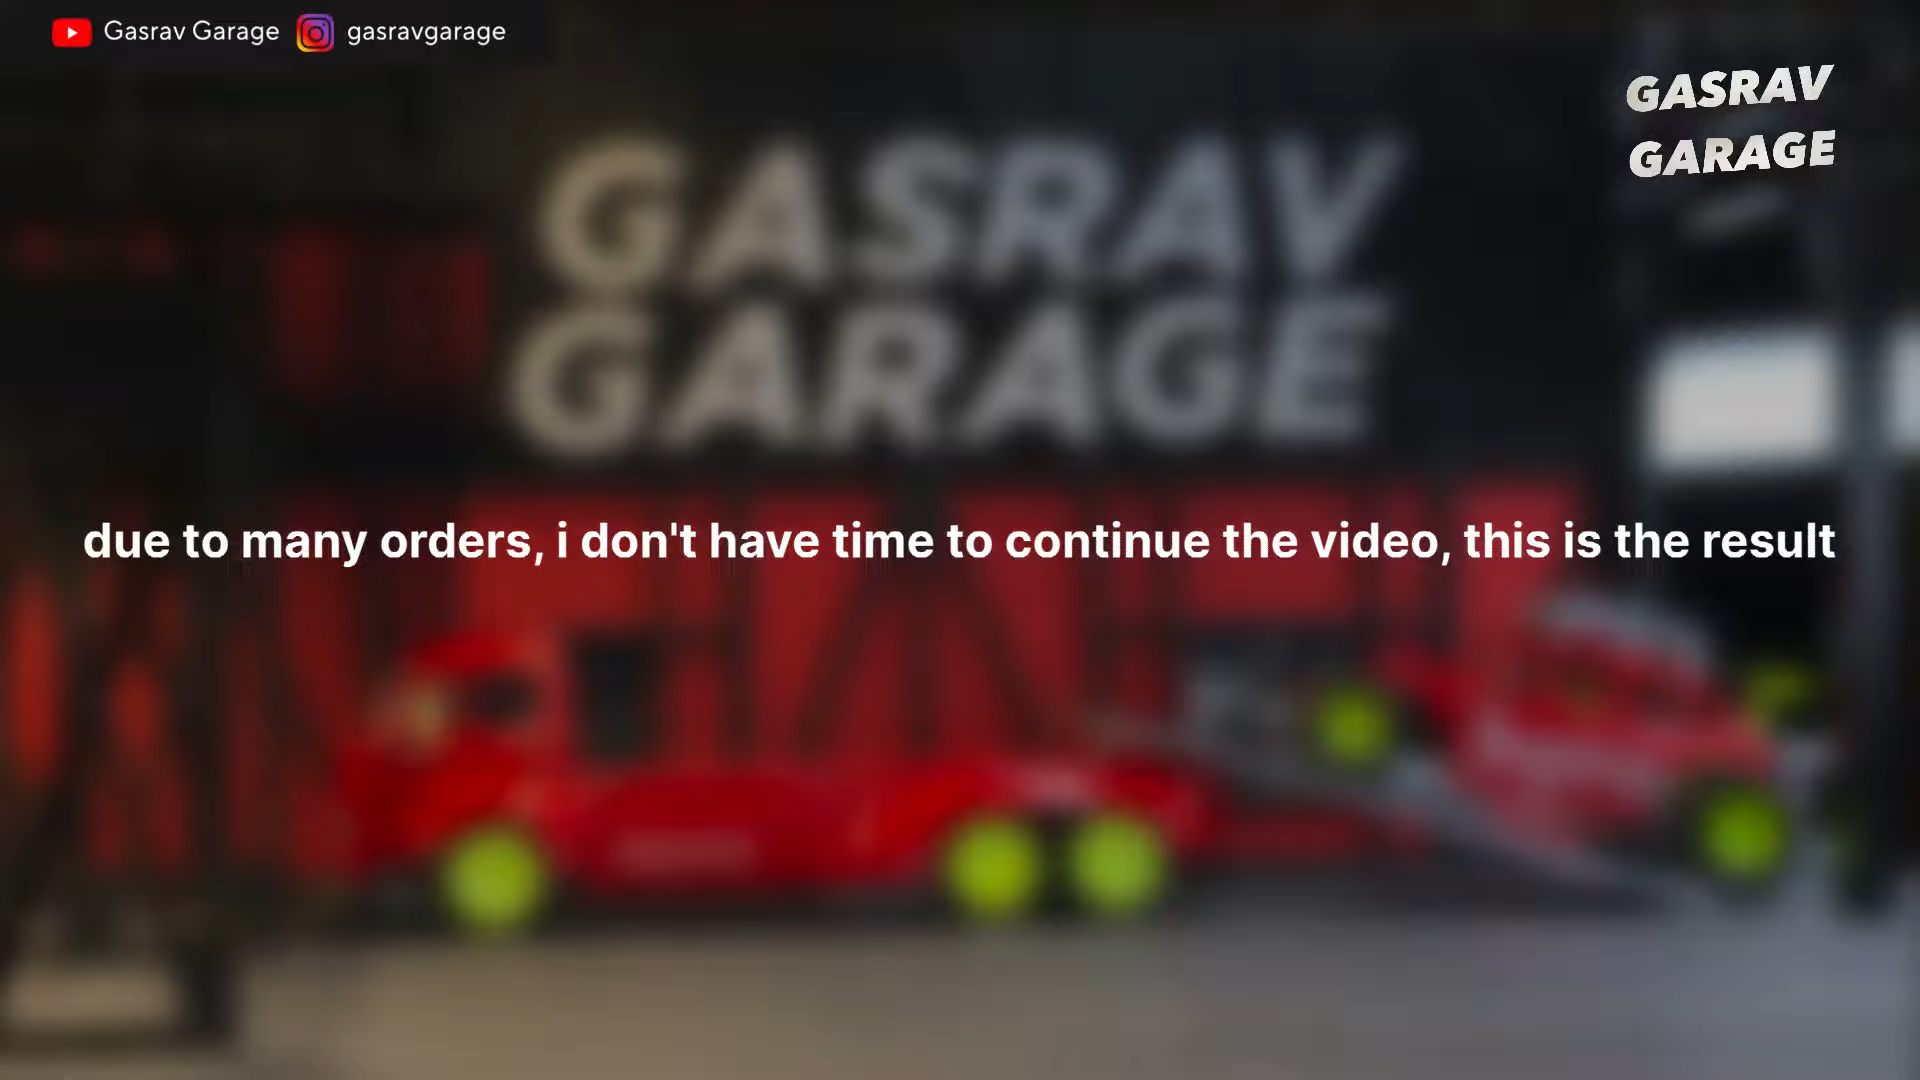 Gasrav Garage gasravgarage
GASRAV
GARAGE
GASRAV
GARAGE
due to many orders, i don't have time to continue the video, this is the result